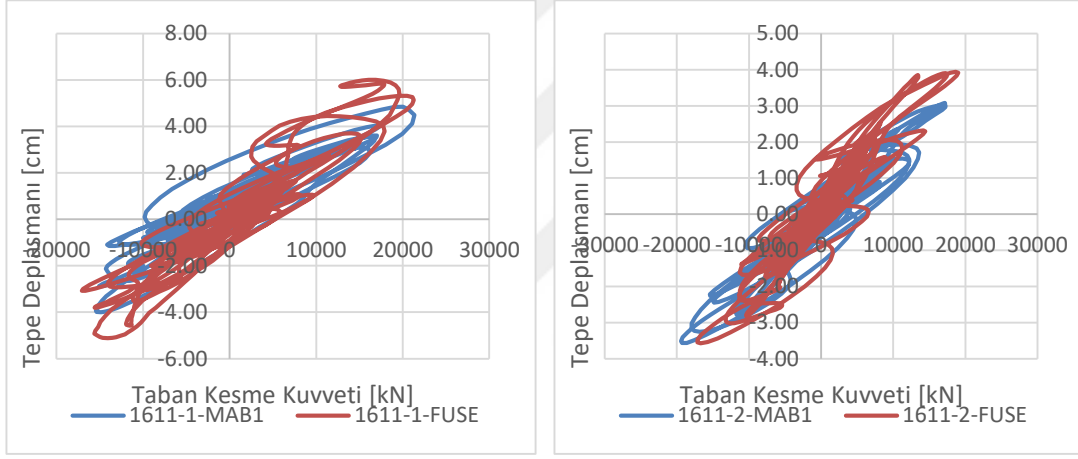 8.00
6.00
4.00
2.00
0.00
-20000 -10000 0 10000 20000 30000
-2.00
-4.00
-6.00
Tepe Deplasmanı [cm]
Taban Kesme Kuvveti [kN]
1611-1-MAB1 1611-1-FUSE
5.00
4.00
3.00
2.00
1.00
0.00
-30000 -20000 -10000 0 10000 20000 30000
-1.00
-2.00
-3.00
-4.00
Tepe Deplasmanı [cm]
Taban Kesme Kuvveti [kN]
1611-2-MAB1 1611-2-FUSE